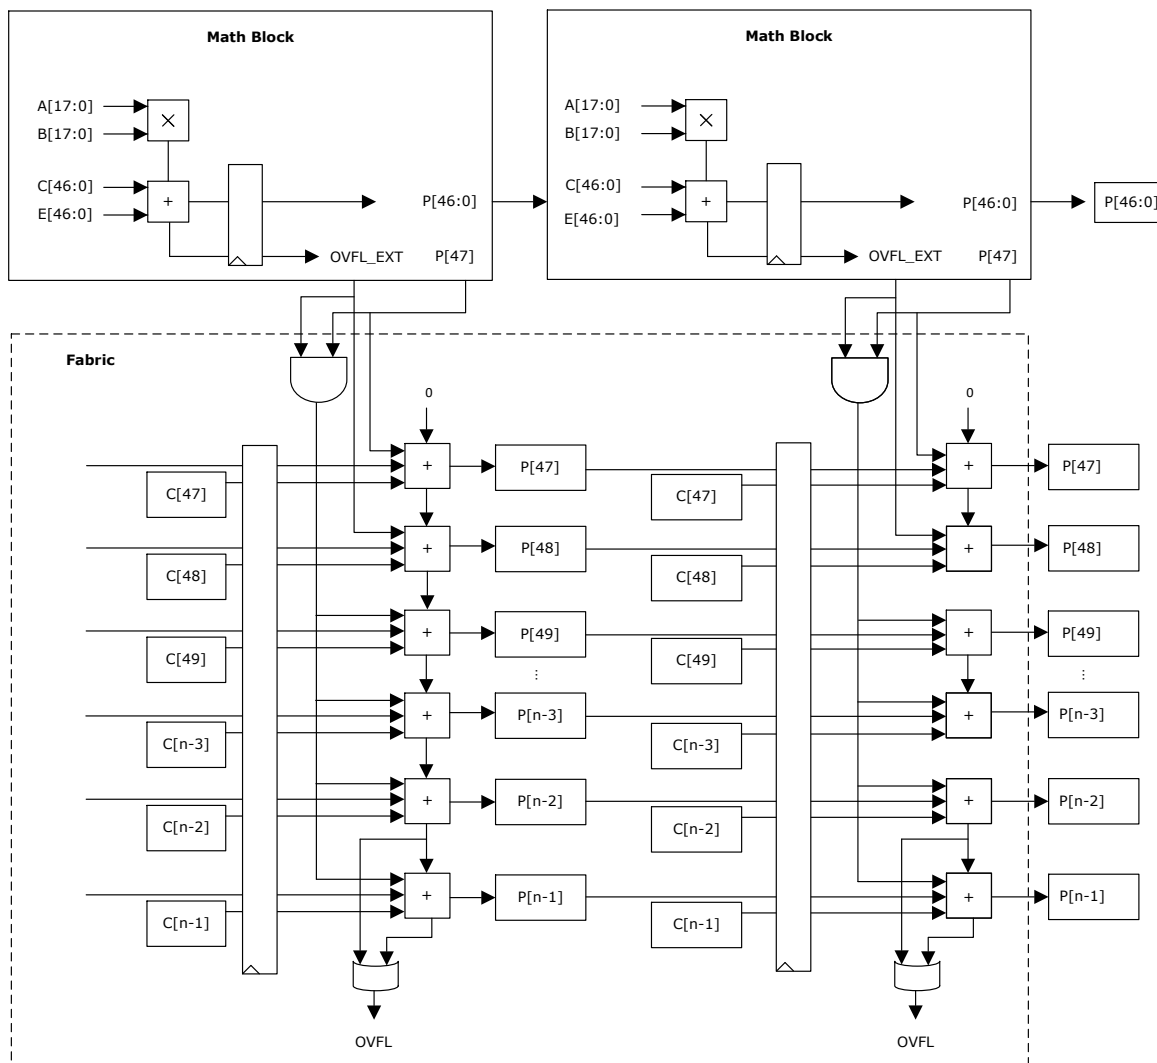 Math Block
Math Block
A[17:0]
B[17:0]
×
C[46:0]
E[46:0]
+
P[46:0]
OVFL_EXT
P[47]
A[17:0]
B[17:0]
×
C[46:0]
E[46:0]
+
P[46:0]
OVFL_EXT
P[47]
P[46:0]
Fabric
0
0
C[47]
+
P[47]
C[47]
+
P[47]
C[48]
+
P[48]
C[48]
+
P[48]
C[49]
+
P[49]
C[49]
+
P[49]
...
...
C[n-3]
+
P[n-3]
C[n-3]
+
P[n-3]
C[n-2]
+
P[n-2]
C[n-2]
+
P[n-2]
C[n-1]
+
P[n-1]
C[n-1]
+
P[n-1]
OVFL
OVFL